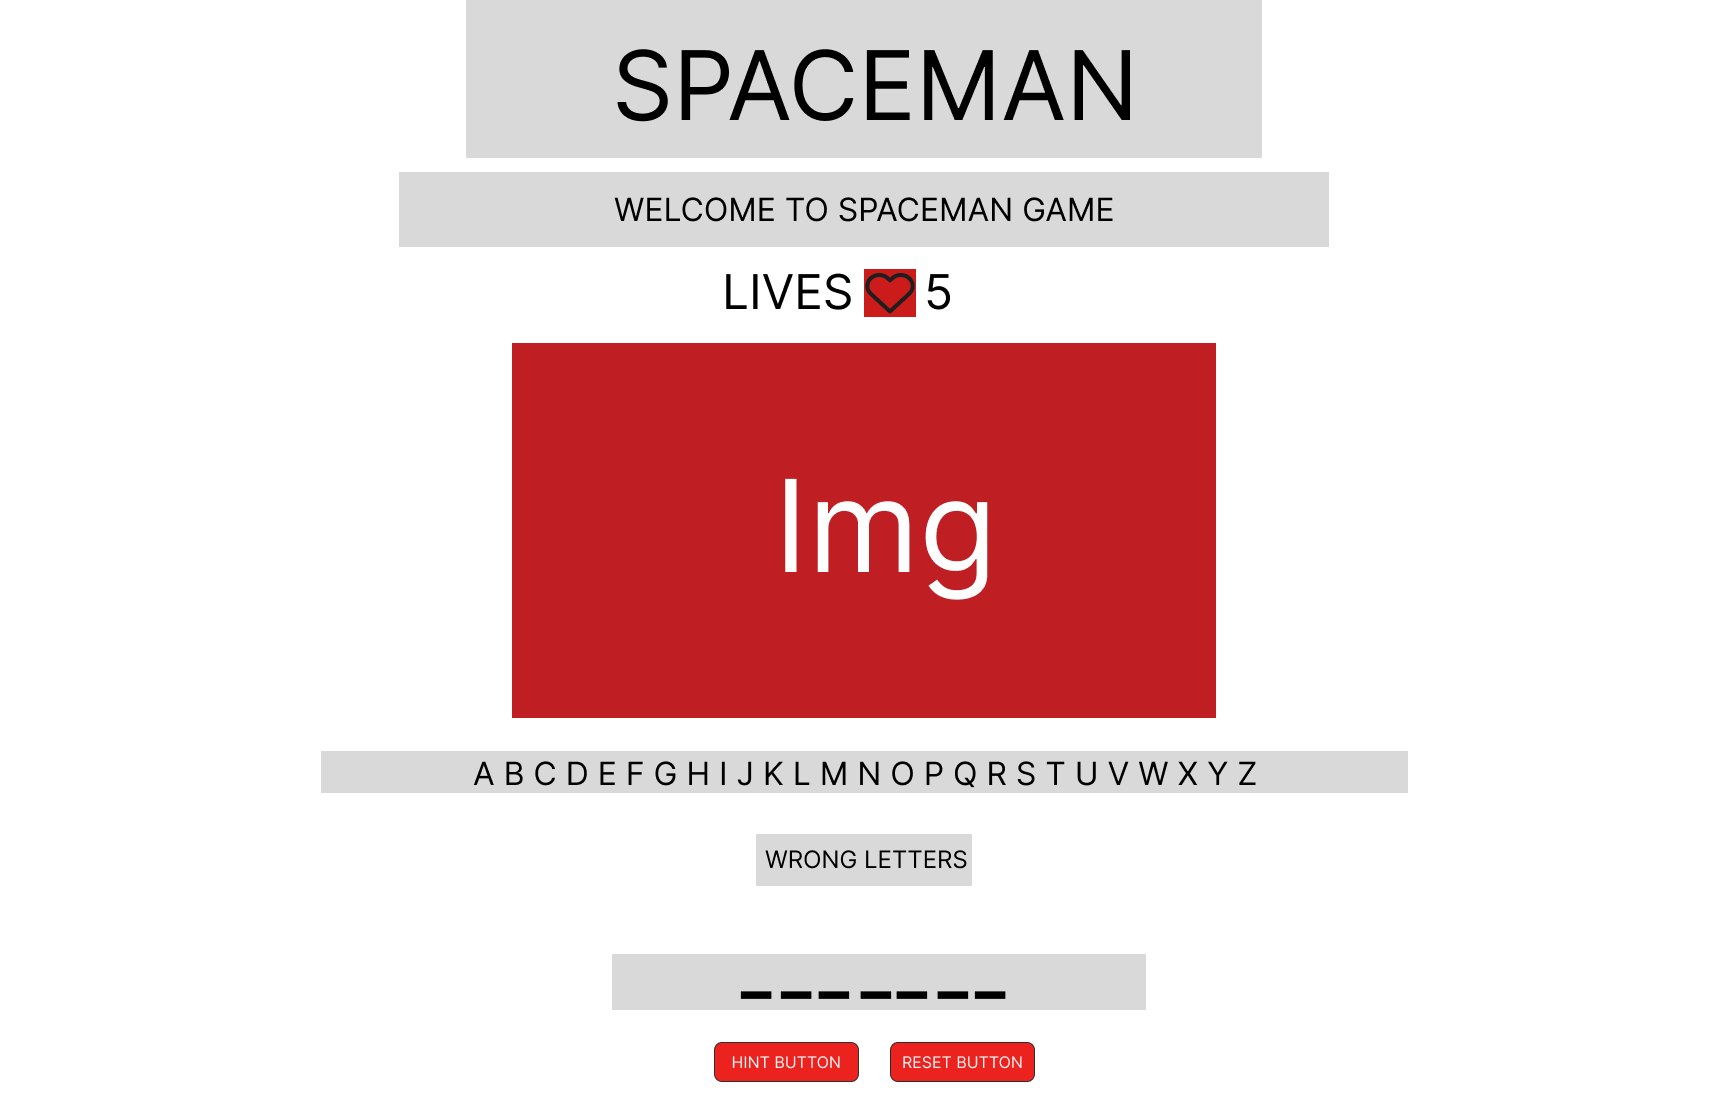 SPACEMAN
WELCOME TO SPACEMAN GAME
LIVES 5
Img
A B C D E F G H I J K L M N O P Q R S T U V W X Y Z
WRONG LETTERS
_ _ _ _ _ _ _
HINT BUTTON RESET BUTTON